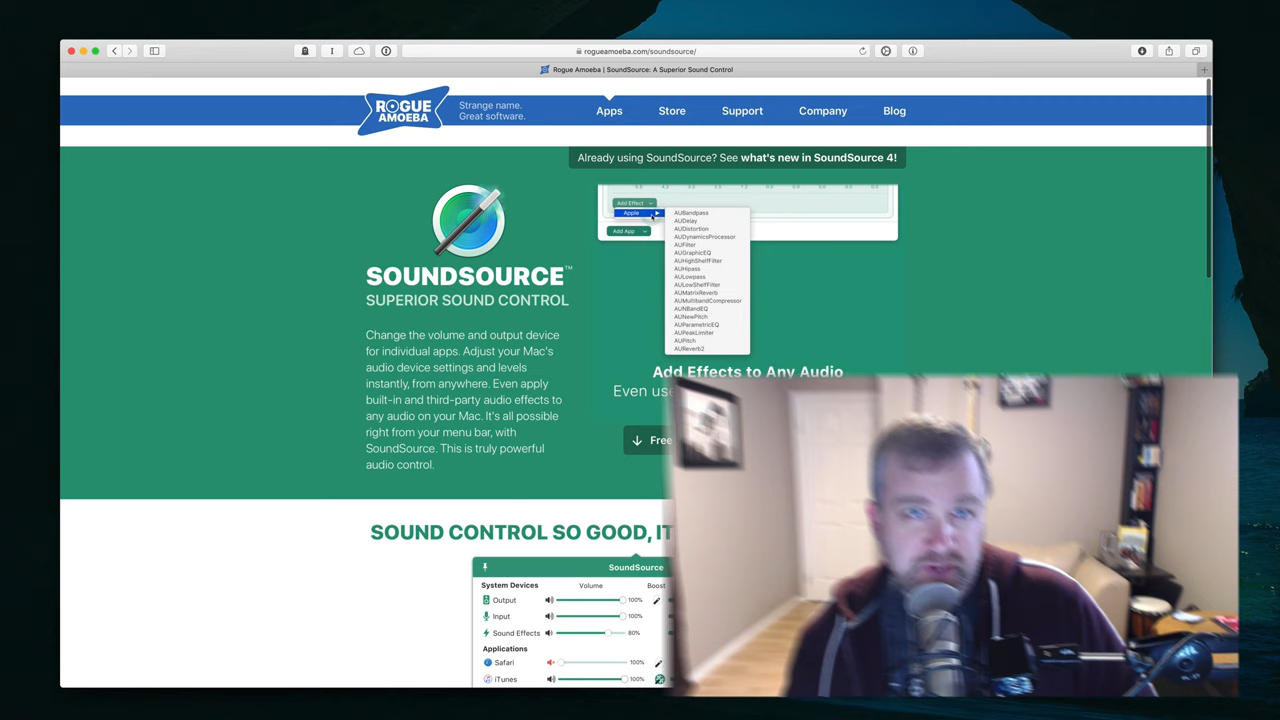 rogueamoeba.com/soundsource/
Rogue Amoeba | SoundSource: A Superior Sound Control
ROGUE
AMOEBA
Strange name.
Great software.
Apps
Store
Support
Company
Blog
Already using SoundSource? See what's new in SoundSource 4!
Add Effect
Apple
Add App
AUBandpass
AUDelay
AUDistortion
AUDynamicsProcessor
AUFilter
AUGraphicEQ
AUHighShelfFilter
AUHipass
AULowpass
AULowShelfFilter
AUMatrixReverb
AUMultibandCompressor
AUNBandEQ
AUNewPitch
AUParametricEQ
AUPeakLimiter
AUPitch
AUReverb2
SOUNDSOURCE™
SUPERIOR SOUND CONTROL
Change the volume and output device
for individual apps. Adjust your Mac's
audio device settings and levels
instantly, from anywhere. Even apply
built-in and third-party audio effects to
any audio on your Mac. It's all possible
right from your menu bar, with
SoundSource. This is truly powerful
audio control.
Add Effects to Any Audio
Even us
Free
SOUND CONTROL SO GOOD, IT
SoundSource
System Devices Volume Boost
Output 100%
Input 100%
Sound Effects 80%
Applications
Safari 100%
iTunes 100%